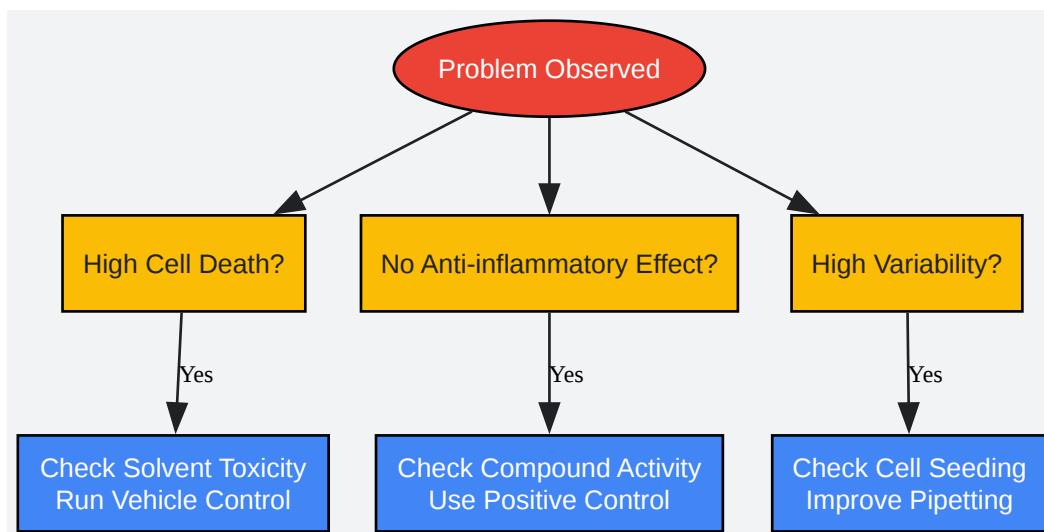 Problem Observed
High Cell Death?
No Anti-inflammatory Effect?
High Variability?
Yes
Yes
Yes
Check Solvent Toxicity
Run Vehicle Control
Check Compound Activity
Use Positive Control
Check Cell Seeding
Improve Pipetting